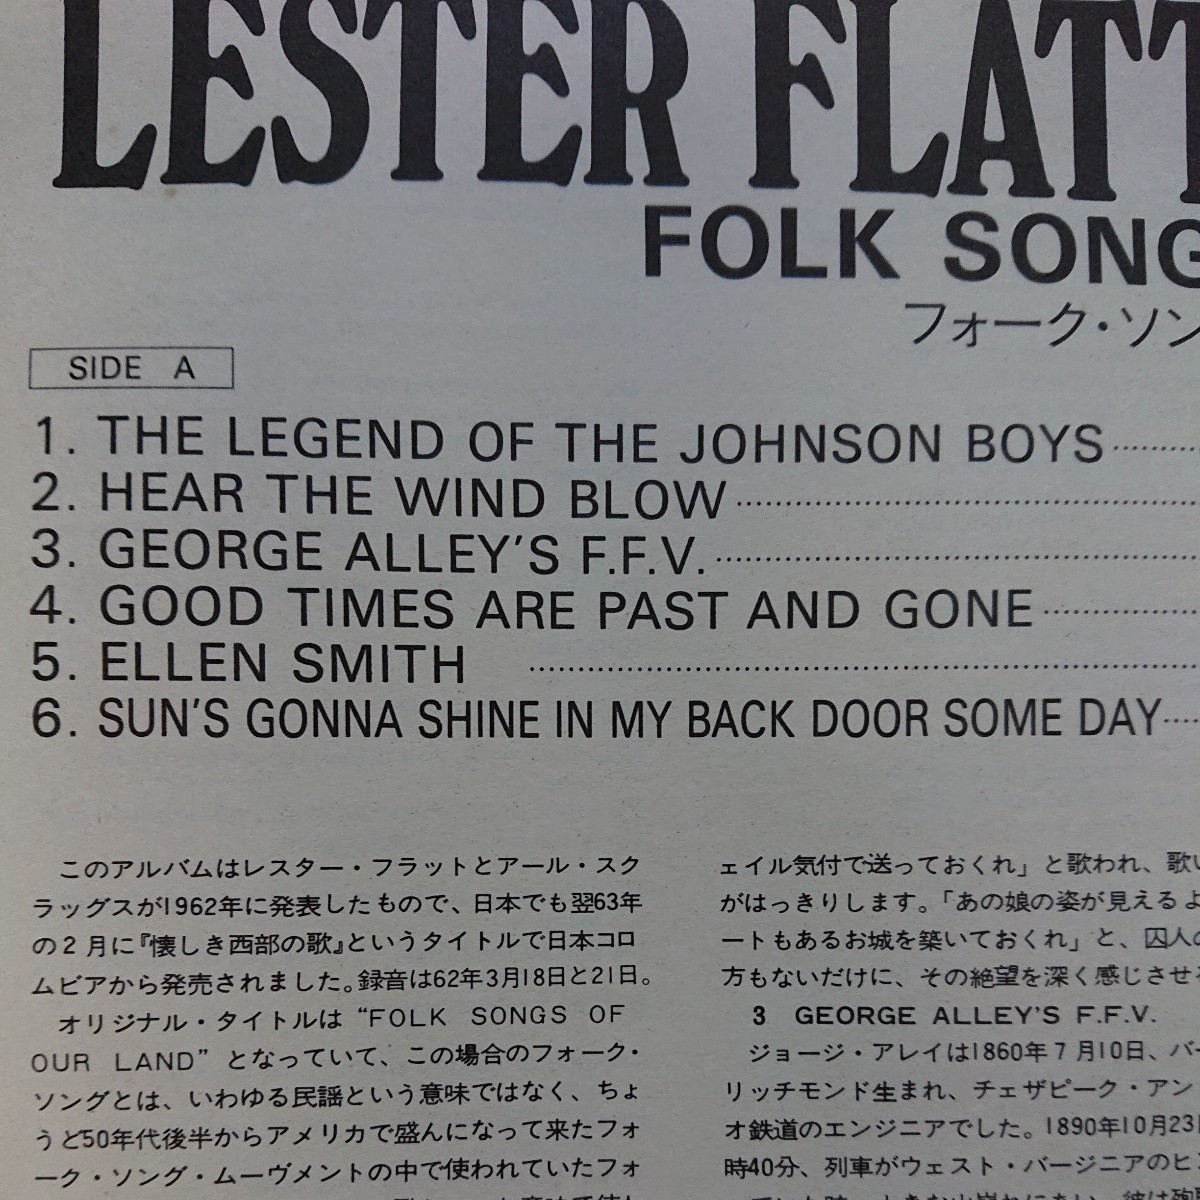 LESTER FLATT
FOLK SONG
フォーク・ソン
SIDE A
1. THE LEGEND OF THE JOHNSON BOYS
2. HEAR THE WIND BLOW
3. GEORGE ALLEY'S F.F.V.
4. GOOD TIMES ARE PAST AND GONE
5. ELLEN SMITH
6. SUN'S GONNA SHINE IN MY BACK DOOR SOME DAY
このアルバムはレスター・フラットとアール・スク
ラッグスが1962年に発表したもので、日本でも翌63年
の2月に『懐しき西部の歌』というタイトルで日本コロ
ムビアから発売されました。録音は62年3月18日と21日。
オリジナル・タイトルは“FOLK SONGS OF
OUR LAND”となっていて、この場合のフォーク・
ソングとは、いわゆる民謡という意味ではなく、ちょ
うど50年代後半からアメリカで盛んになって来たフォ
ーク・ソング・ムーヴメントの中で使われていたフォ
ェイル気付で送っておくれ」と歌われ、歌い
がはっきりします。「あの娘の姿が見えるよ
ートもあるお城を築いておくれ」と、囚人の
方もないだけに、その絶望を深く感じさせる
3 GEORGE ALLEY'S F.F.V.
ジョージ・アレイは1860年7月10日、バー
リッチモンド生まれ、チェザピーク・アン
オ鉄道のエンジニアでした。1890年10月23日
時40分、列車がウェスト・バージニアのヒン